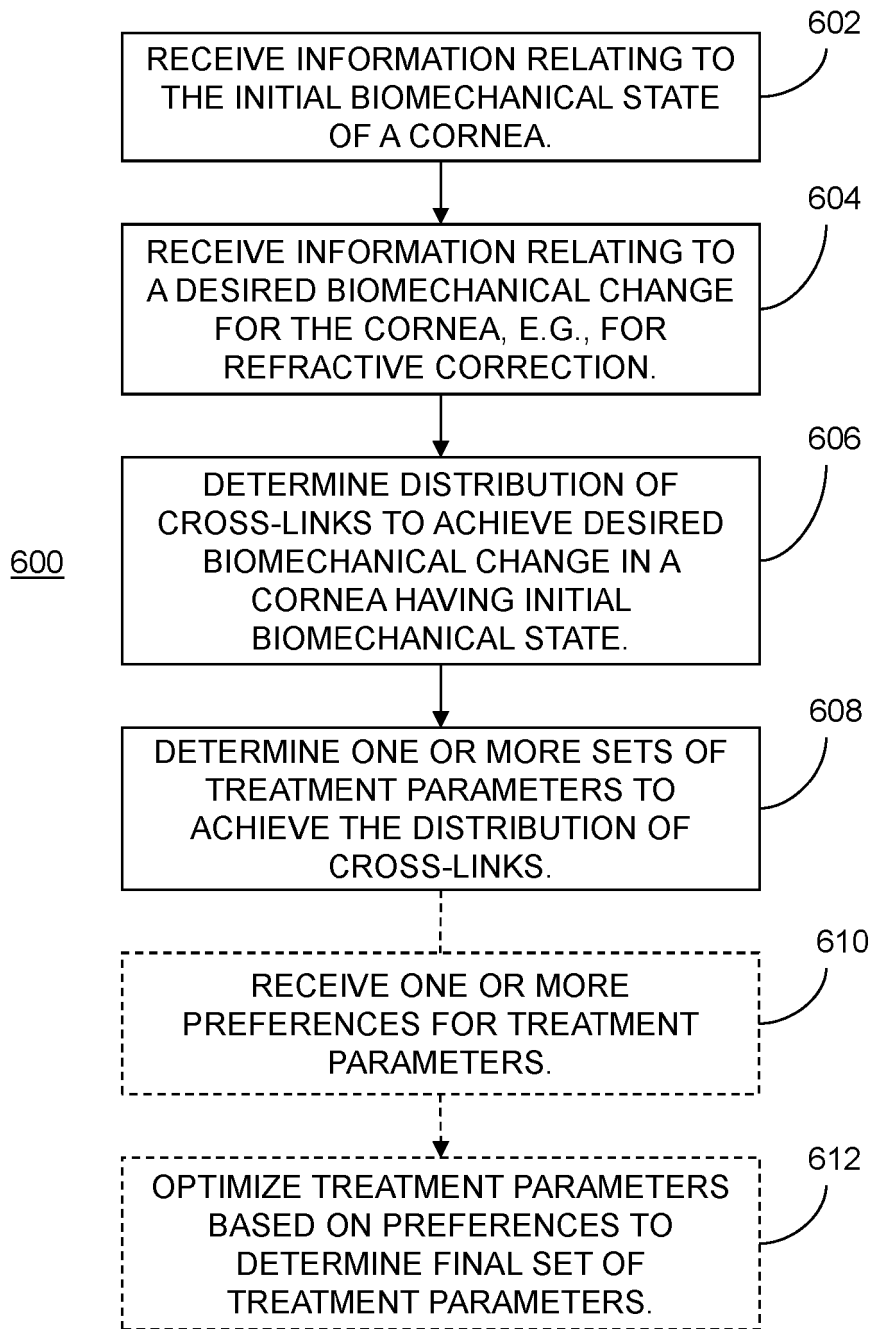 602
RECEIVE INFORMATION RELATING TO
THE INITIAL BIOMECHANICAL STATE
OF A CORNEA.
604
RECEIVE INFORMATION RELATING TO
A DESIRED BIOMECHANICAL CHANGE
FOR THE CORNEA, E.G., FOR
REFRACTIVE CORRECTION.
606
DETERMINE DISTRIBUTION OF
CROSS-LINKS TO ACHIEVE DESIRED
BIOMECHANICAL CHANGE IN A
CORNEA HAVING INITIAL
BIOMECHANICAL STATE.
600
608
DETERMINE ONE OR MORE SETS OF
TREATMENT PARAMETERS TO
ACHIEVE THE DISTRIBUTION OF
CROSS-LINKS.
610
RECEIVE ONE OR MORE
PREFERENCES FOR TREATMENT
PARAMETERS.
612
OPTIMIZE TREATMENT PARAMETERS
BASED ON PREFERENCES TO
DETERMINE FINAL SET OF
TREATMENT PARAMETERS.